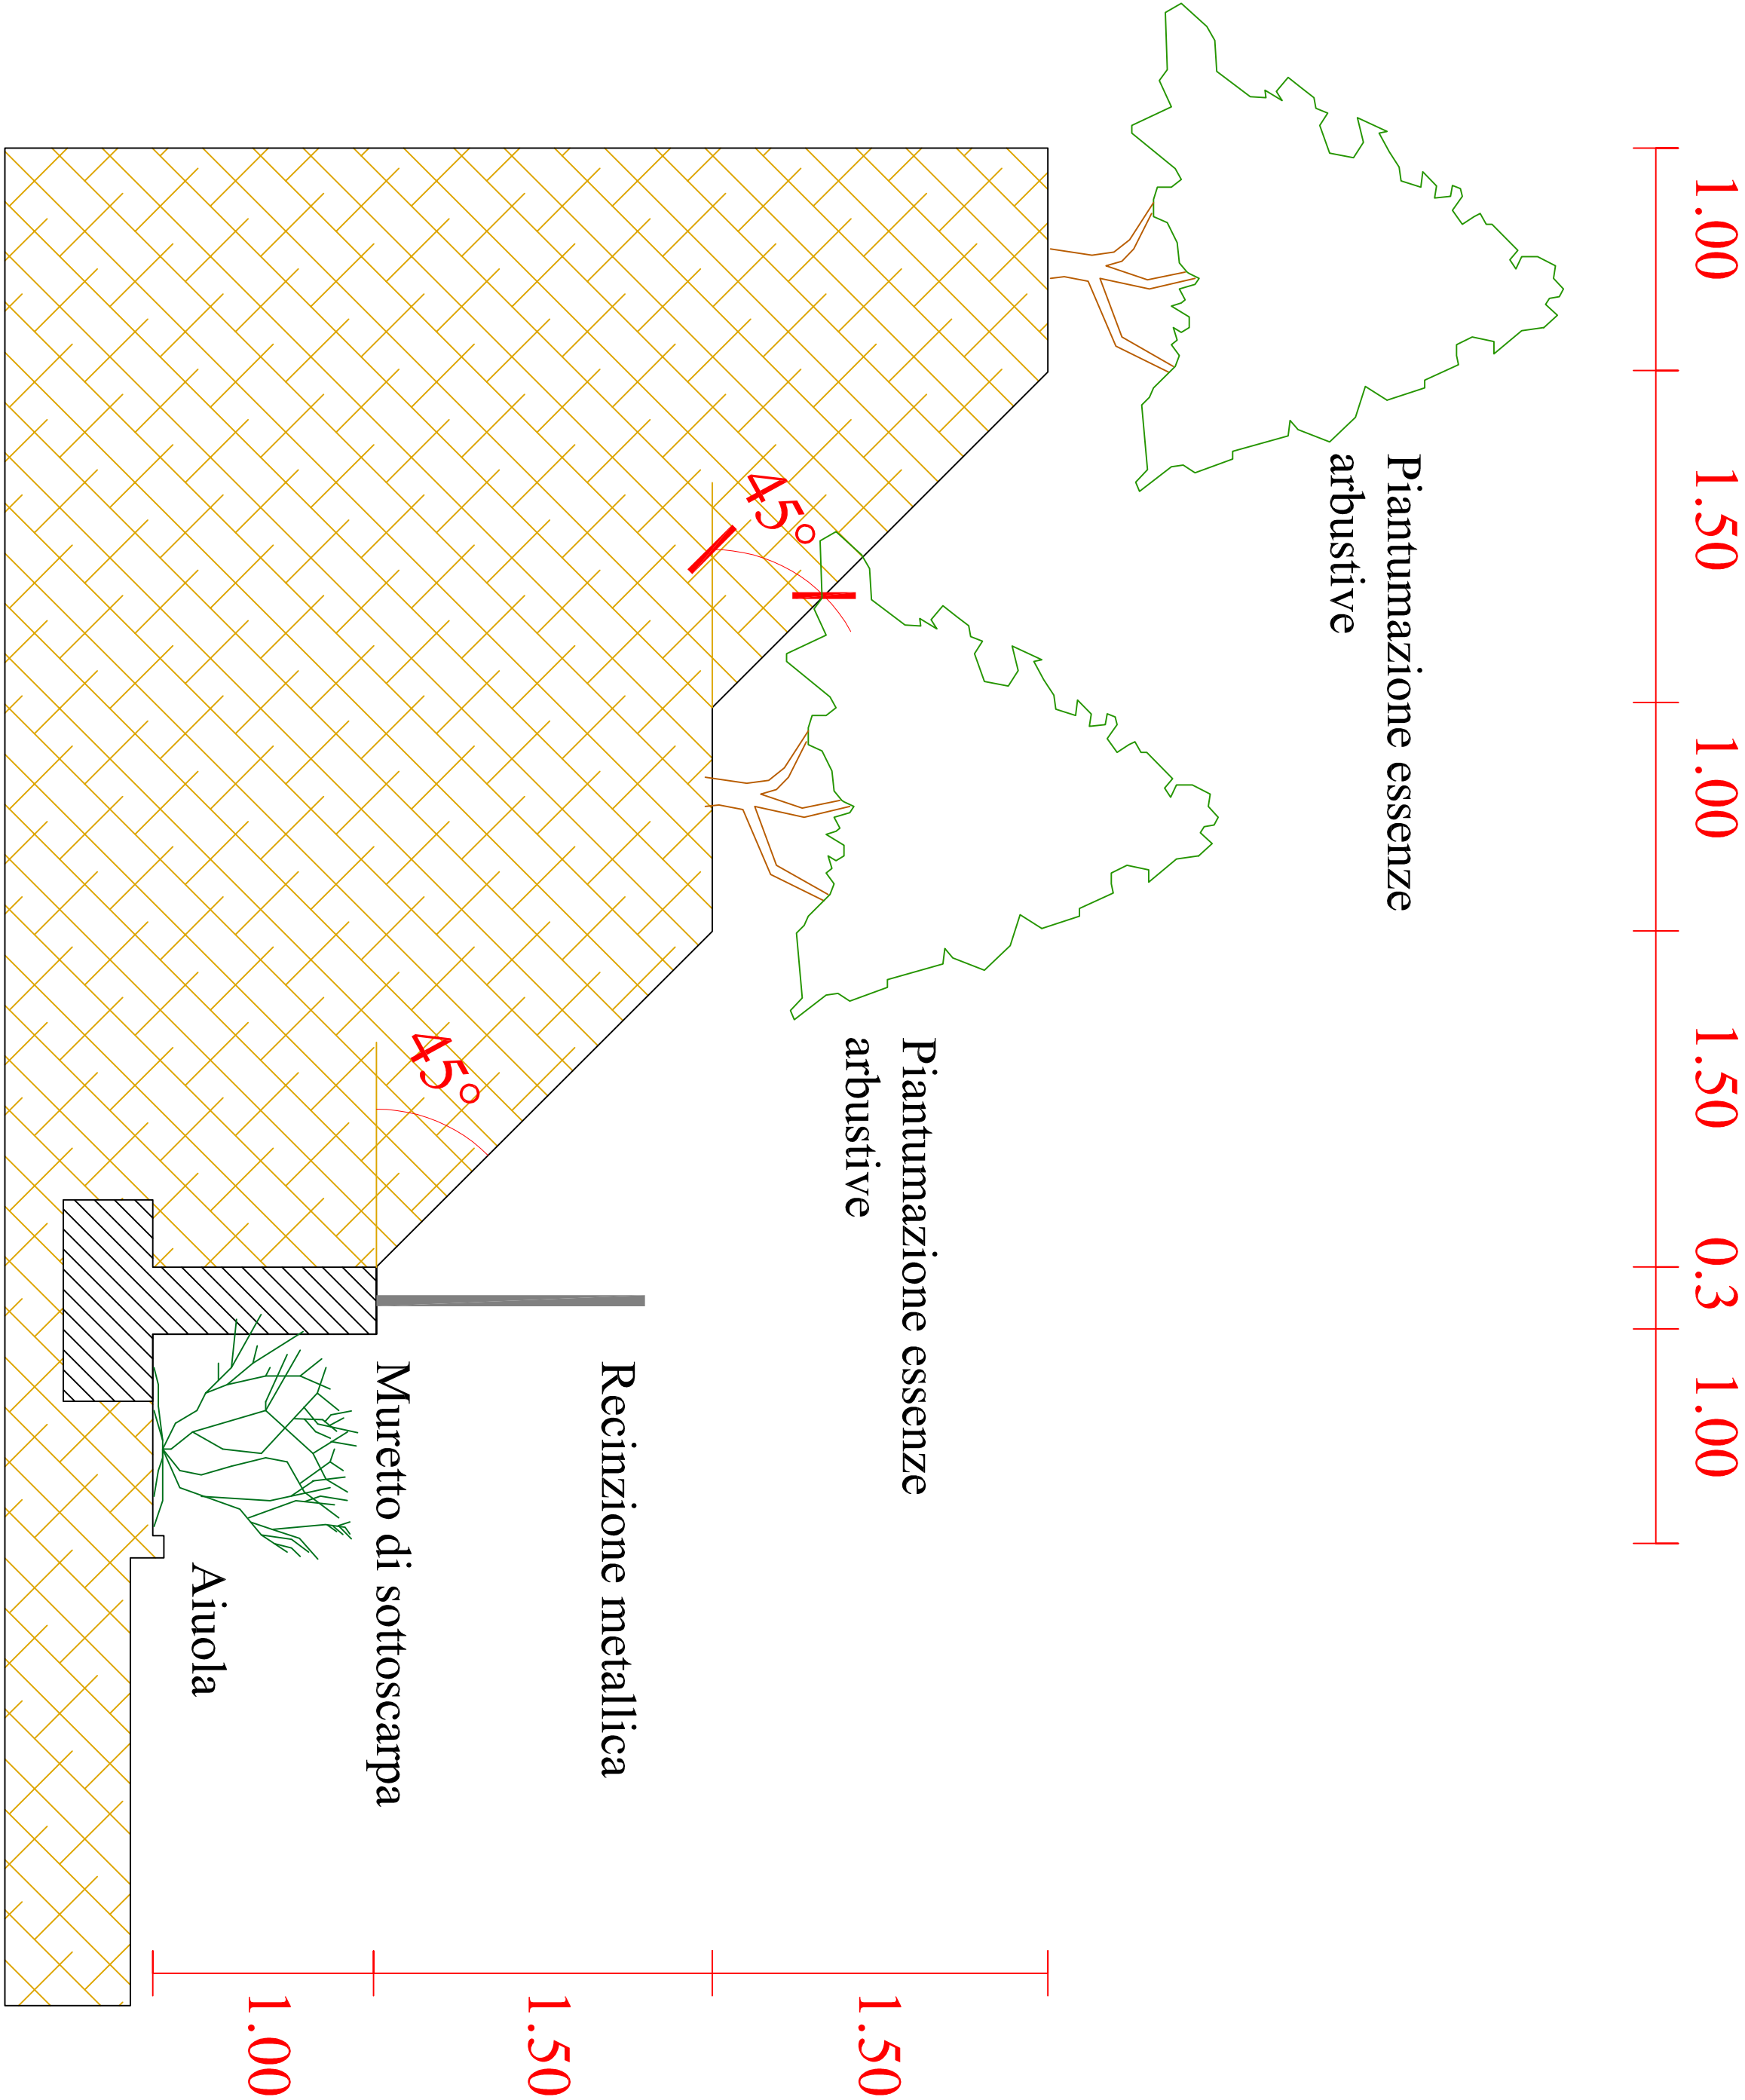 1.00
1.50
1.00
1.50
0.3
1.00
Piantumazione essenze
arbustive
45°
Piantumazione essenze
arbustive
45°
Recinzione metallica
Muretto di sottoscarpa
Aiuola
1.50
1.50
1.00